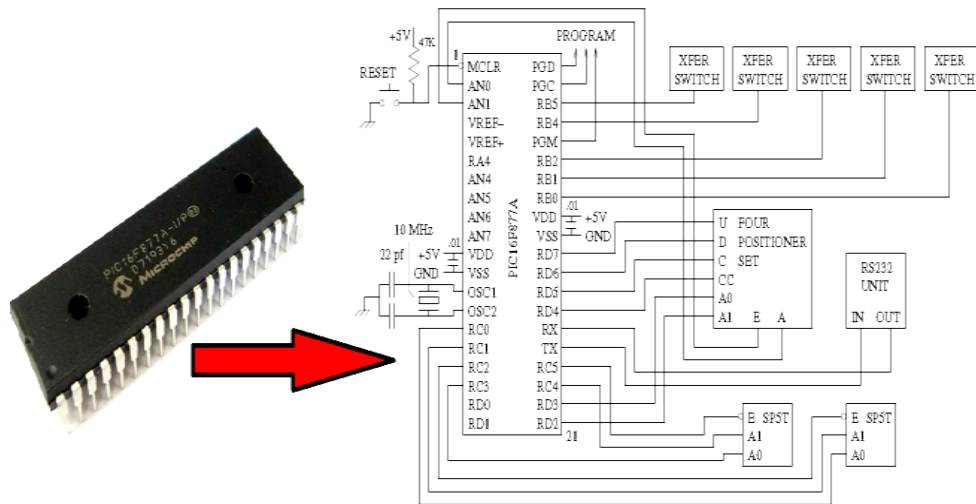 PIC16F877A-I/P
0719316
MICROCHIP
+5V
47K
RESET
1
MCLR
AN0
AN1
VREF-
VREF+
RA4
AN4
AN5
AN6
AN7
VDD
VSS
OSC1
OSC2
RC0
RC1
RC2
RC3
RD0
RD1
PIC16F877A
PROGRAM
PGD
PGC
RB5
RB4
PGM
RB2
RB1
RB0
VDD
VSS
RD7
RD6
RD5
RD4
RX
TX
RC5
RC4
RD3
RD2
21
10 MHz
22 pf
.01
+5V
GND
.01
+5V
GND
XFER
SWITCH
XFER
SWITCH
XFER
SWITCH
XFER
SWITCH
XFER
SWITCH
U FOUR
D POSITIONER
C SET
CC
A0
A1 E A
RS232
UNIT
IN OUT
E SP5T
A1
A0
E SP5T
A1
A0